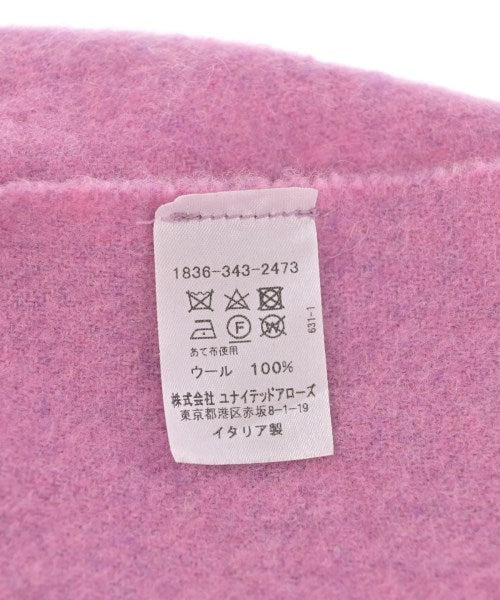 1836-343-2473
F W
あて布使用
ウール 100%
株式会社 ユナイテッドアローズ
東京都港区赤坂8-1-19
イタリア製
631-1